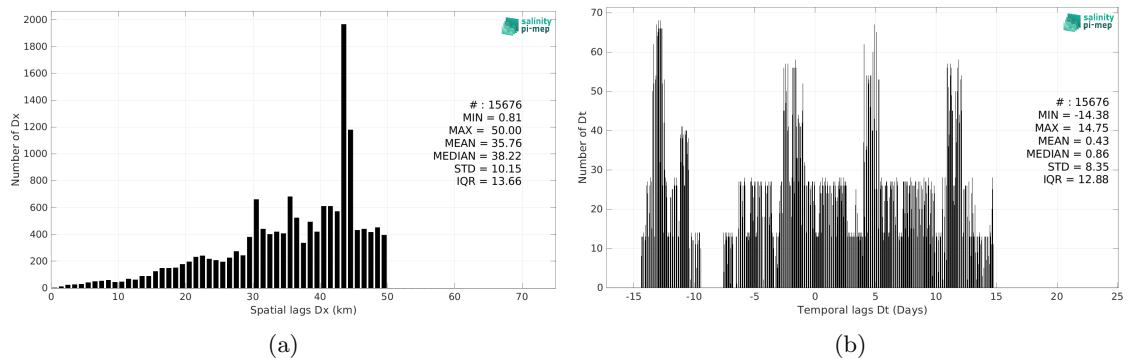 2000
1800
1600
1400
1200
1000
800
600
400
200
0
0
10
20
30
40
50
60
70
Number of Dx
Spatial lags Dx (km)
salinity
pi-mep
# : 15676
MIN = 0.81
MAX = 50.00
MEAN = 35.76
MEDIAN = 38.22
STD = 10.15
IQR = 13.66
(a)
70
60
50
40
30
20
10
0
-15
-10
-5
0
5
10
15
20
25
Number of Dt
Temporal lags Dt (Days)
salinity
pi-mep
# : 15676
MIN = -14.38
MAX = 14.75
MEAN = 0.43
MEDIAN = 0.86
STD = 8.35
IQR = 12.88
(b)